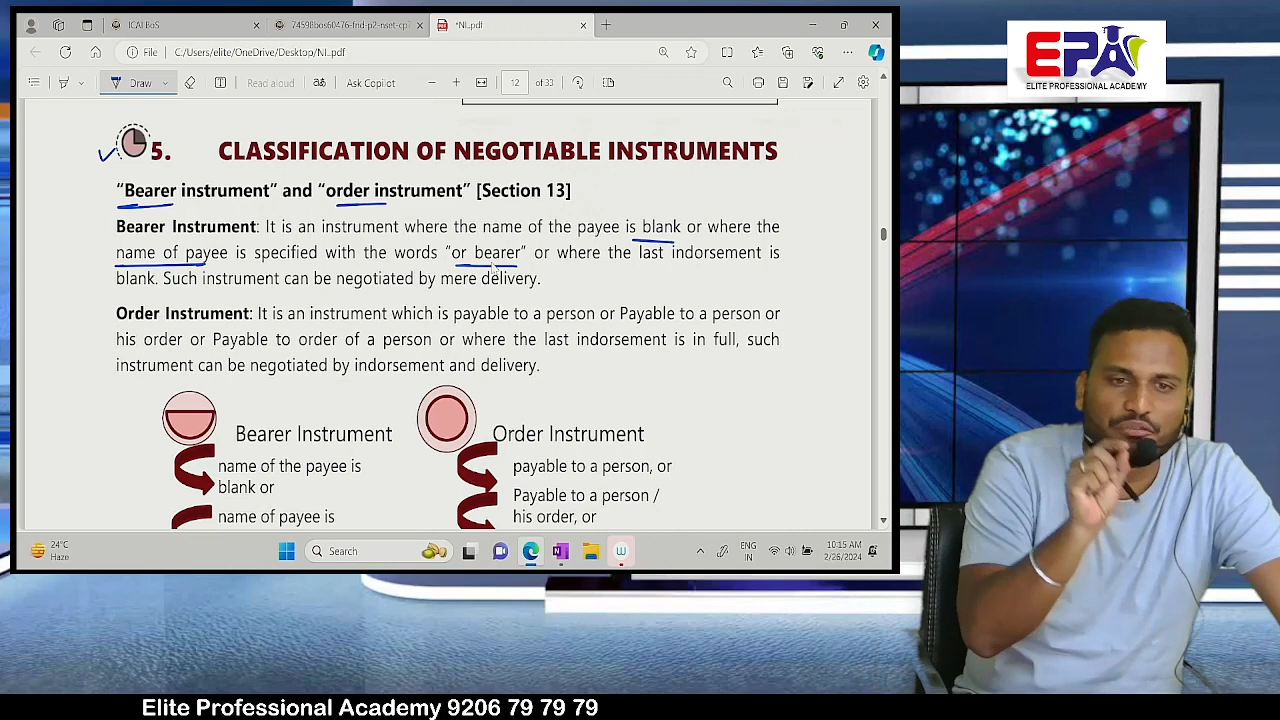 ICAI BoS
74598bos60476-fnd-p2-nset-cp7
*NI..pdf
File
C:/Users/elite/OneDrive/Desktop/NI..pdf
Draw
Read aloud
12 of 33
5. CLASSIFICATION OF NEGOTIABLE INSTRUMENTS
“Bearer instrument” and “order instrument” [Section 13]
Bearer Instrument: It is an instrument where the name of the payee is blank or where the
name of payee is specified with the words “or bearer” or where the last indorsement is
blank. Such instrument can be negotiated by mere delivery.
Order Instrument: It is an instrument which is payable to a person or Payable to a person or
his order or Payable to order of a person or where the last indorsement is in full, such
instrument can be negotiated by indorsement and delivery.
Bearer Instrument
name of the payee is
blank or
name of payee is
Order Instrument
payable to a person, or
Payable to a person /
his order, or
24°C
Haze
Search
ENG
IN
10:15 AM
2/26/2024
EPA
ELITE PROFESSIONAL ACADEMY
Elite Professional Academy 9206 79 79 79